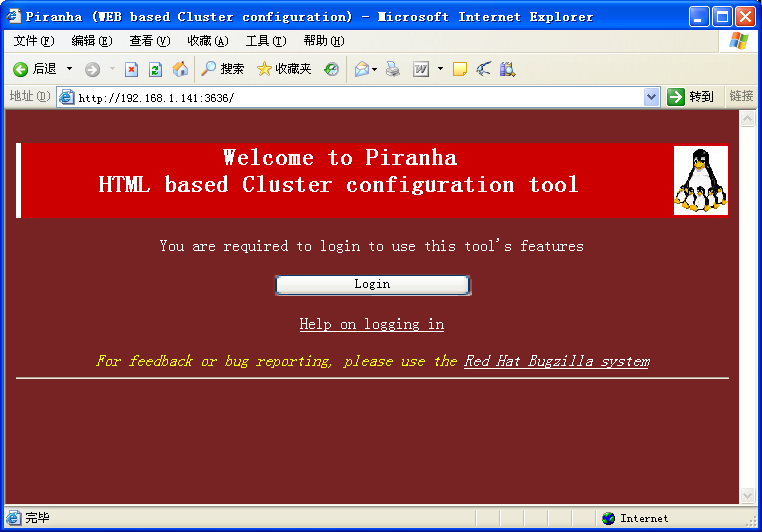 Piranha (WEB based Cluster configuration) - Microsoft Internet Explorer
文件(F) 编辑(E) 查看(V) 收藏(A) 工具(T) 帮助(H)
后退 搜索 收藏夹 W
地址(D) http://192.168.1.141:3636/ 转到 链接
Welcome to Piranha
HTML based Cluster configuration tool
You are required to login to use this tool's features
Login
Help on logging in
For feedback or bug reporting, please use the Red Hat Bugzilla system
完毕 Internet